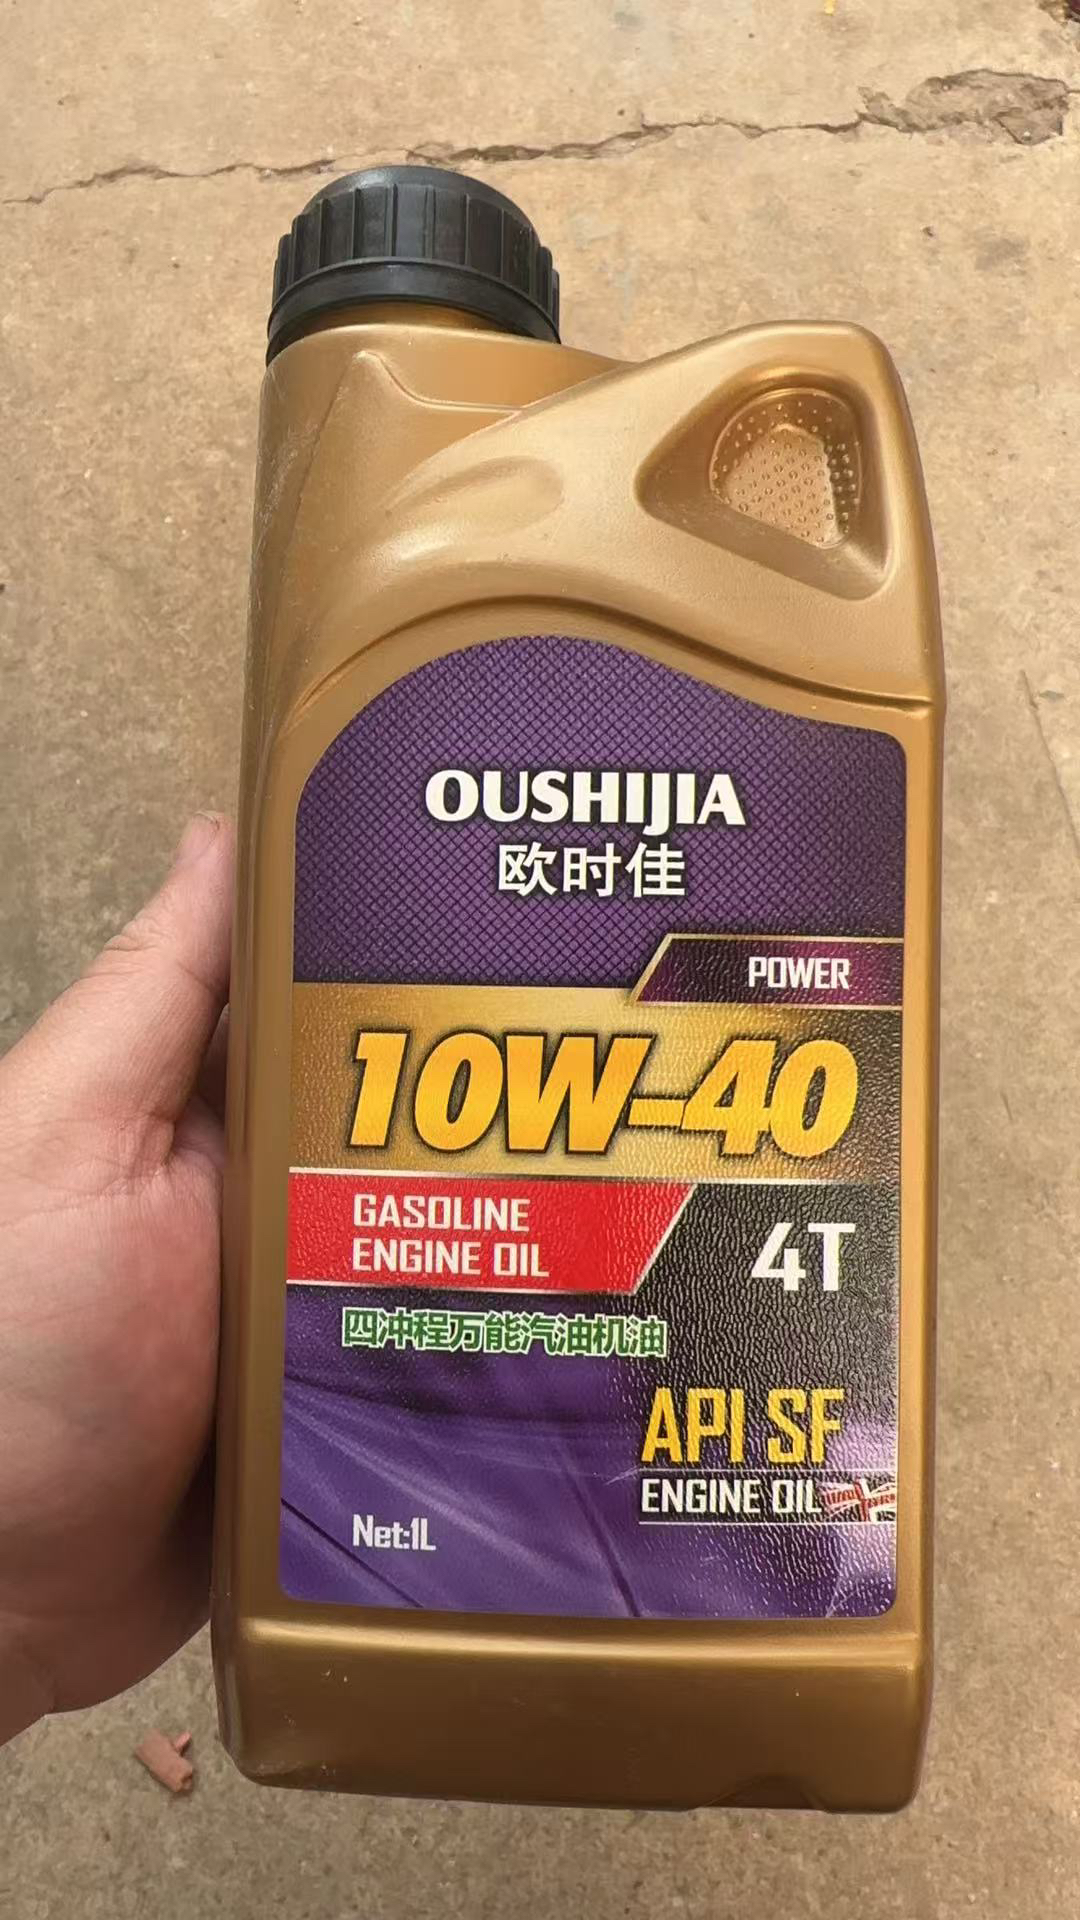 OUSHIJIA
欧时佳
POWER
10W-40
GASOLINE
ENGINE OIL
4T
四冲程万能汽油机油
API SF
ENGINE OIL
Net:1L